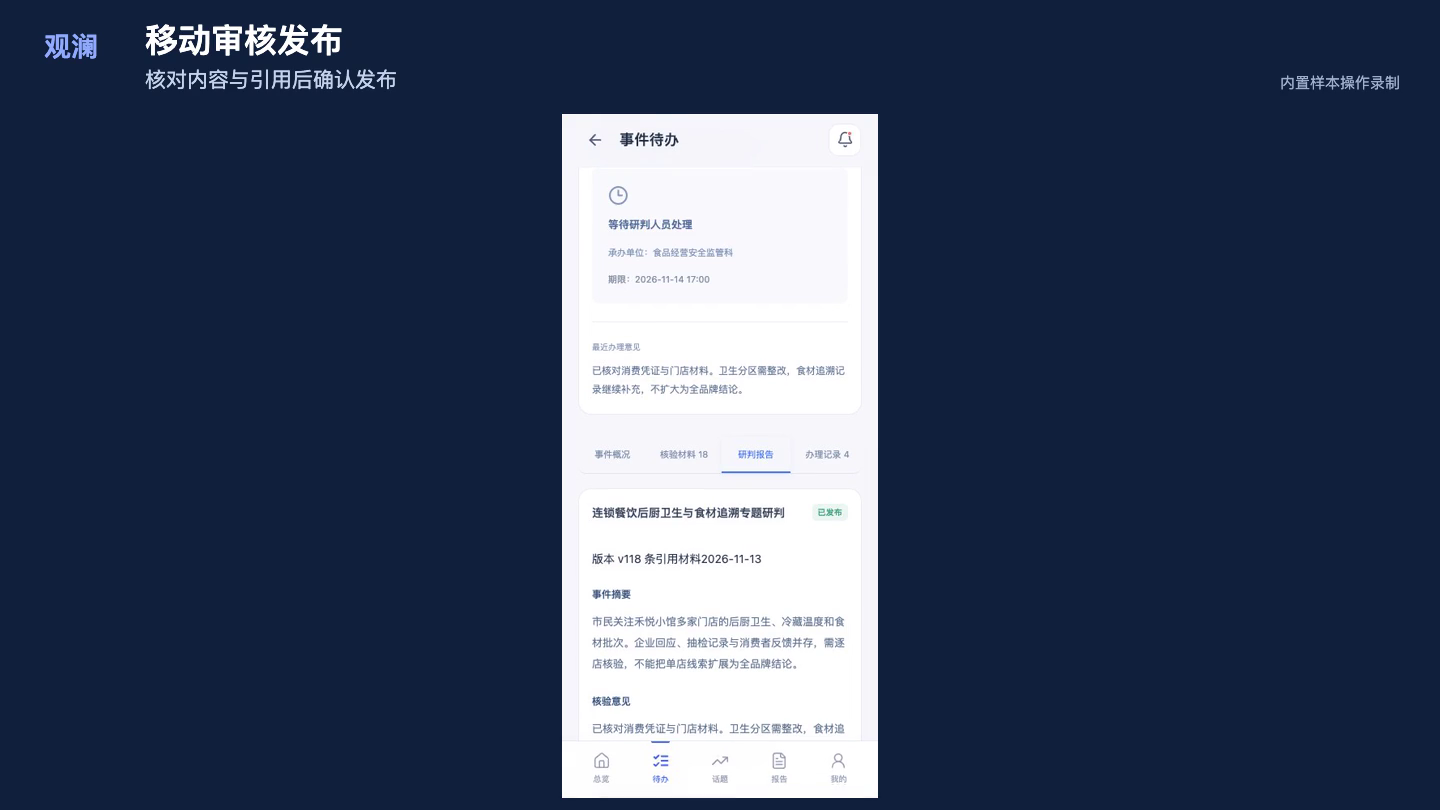 观澜
移动审核发布
核对内容与引用后确认发布
内置样本操作录制
事件待办
等待研判人员处理
承办单位：食品经营安全监管科
期限：2026-11-14 17:00
最近办理意见
已核对消费凭证与门店材料。卫生分区需整改，食材追溯记
录继续补充，不扩大为全品牌结论。
事件概况 核验材料 18 研判报告 办理记录 4
连锁餐饮后厨卫生与食材追溯专题研判 已发布
版本 v118 条引用材料2026-11-13
事件摘要
市民关注禾悦小馆多家门店的后厨卫生、冷藏温度和食
材批次。企业回应、抽检记录与消费者反馈并存，需逐
店核验，不能把单店线索扩展为全品牌结论。
核验意见
已核对消费凭证与门店材料。卫生分区需整改，食材追
总览 待办 话题 报告 我的